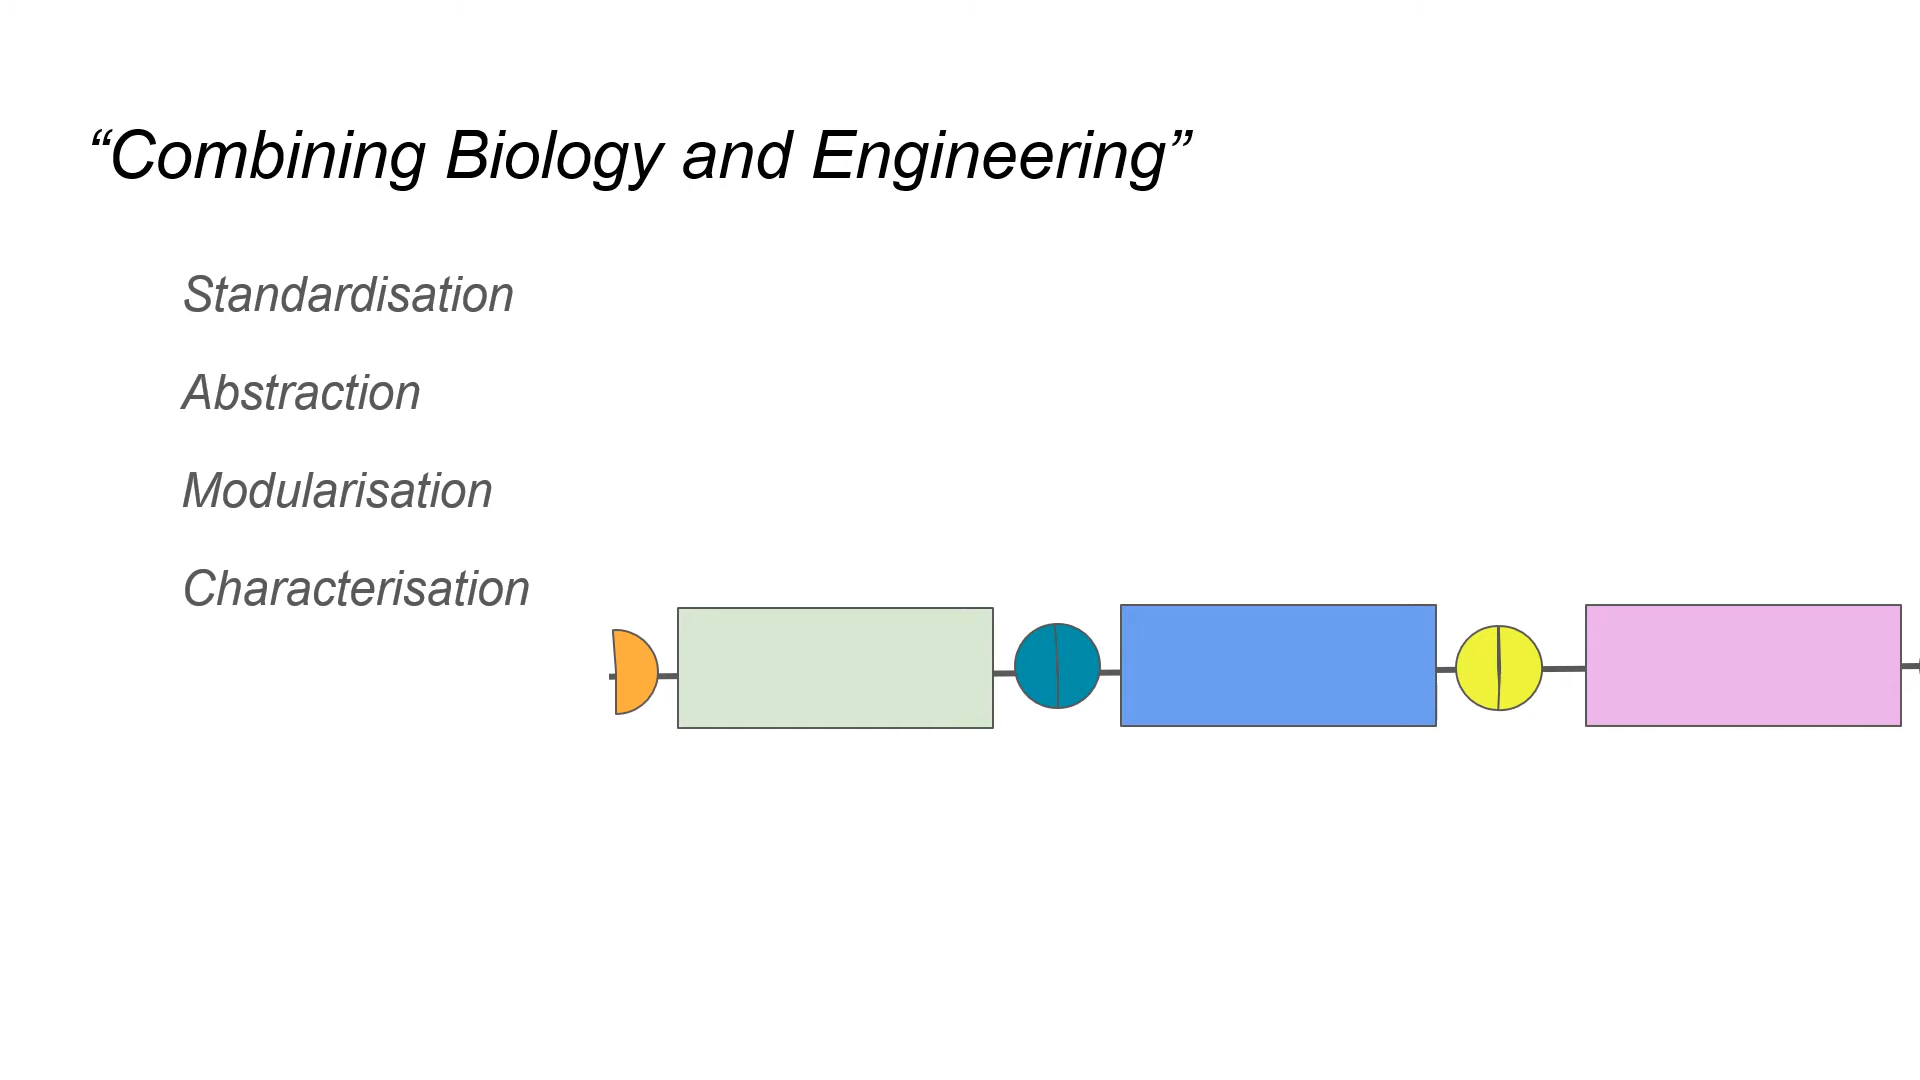 “Combining Biology and Engineering”
Standardisation
Abstraction
Modularisation
Characterisation